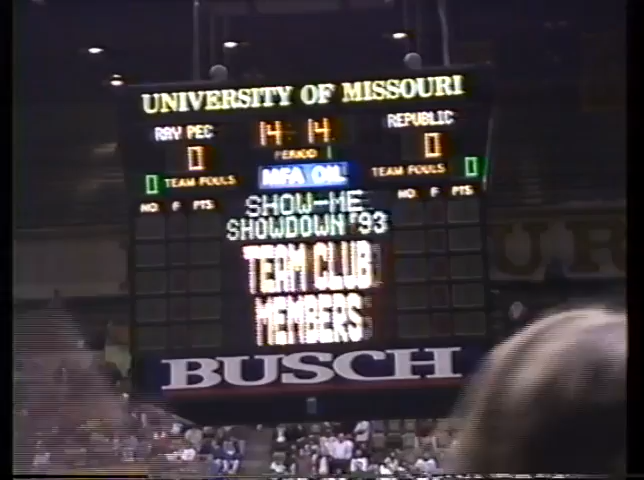 UNIVERSITY OF MISSOURI
RAY PEC 14 14 REPUBLIC
0 PERIOD 1 0
0 TEAM FOULS MFA OIL TEAM FOULS 0
NO F PTS NO F PTS
SHOW-ME
SHOWDOWN '93
TEAM CLUB
MEMBERS
BUSCH